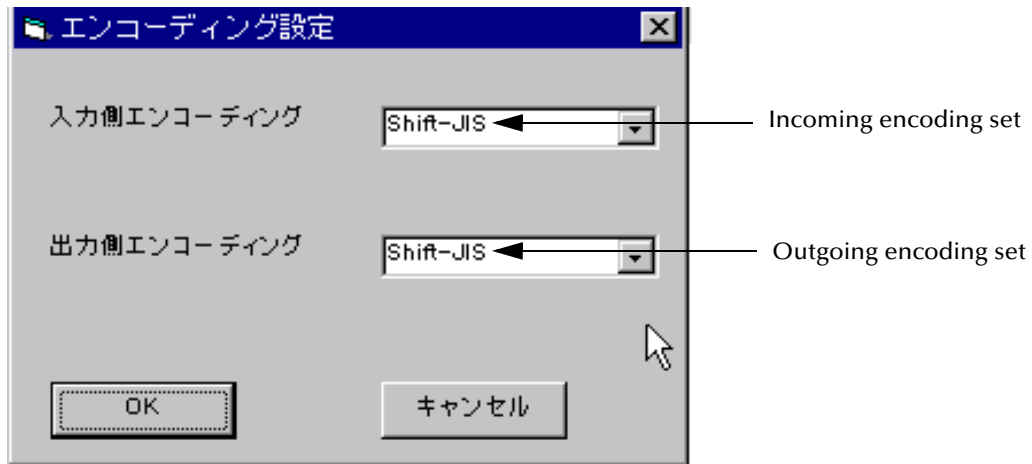 エンコーディング設定
入力側エンコーディング
Shift-JIS
Incoming encoding set
出力側エンコーディング
Shift-JIS
Outgoing encoding set
OK
キャンセル